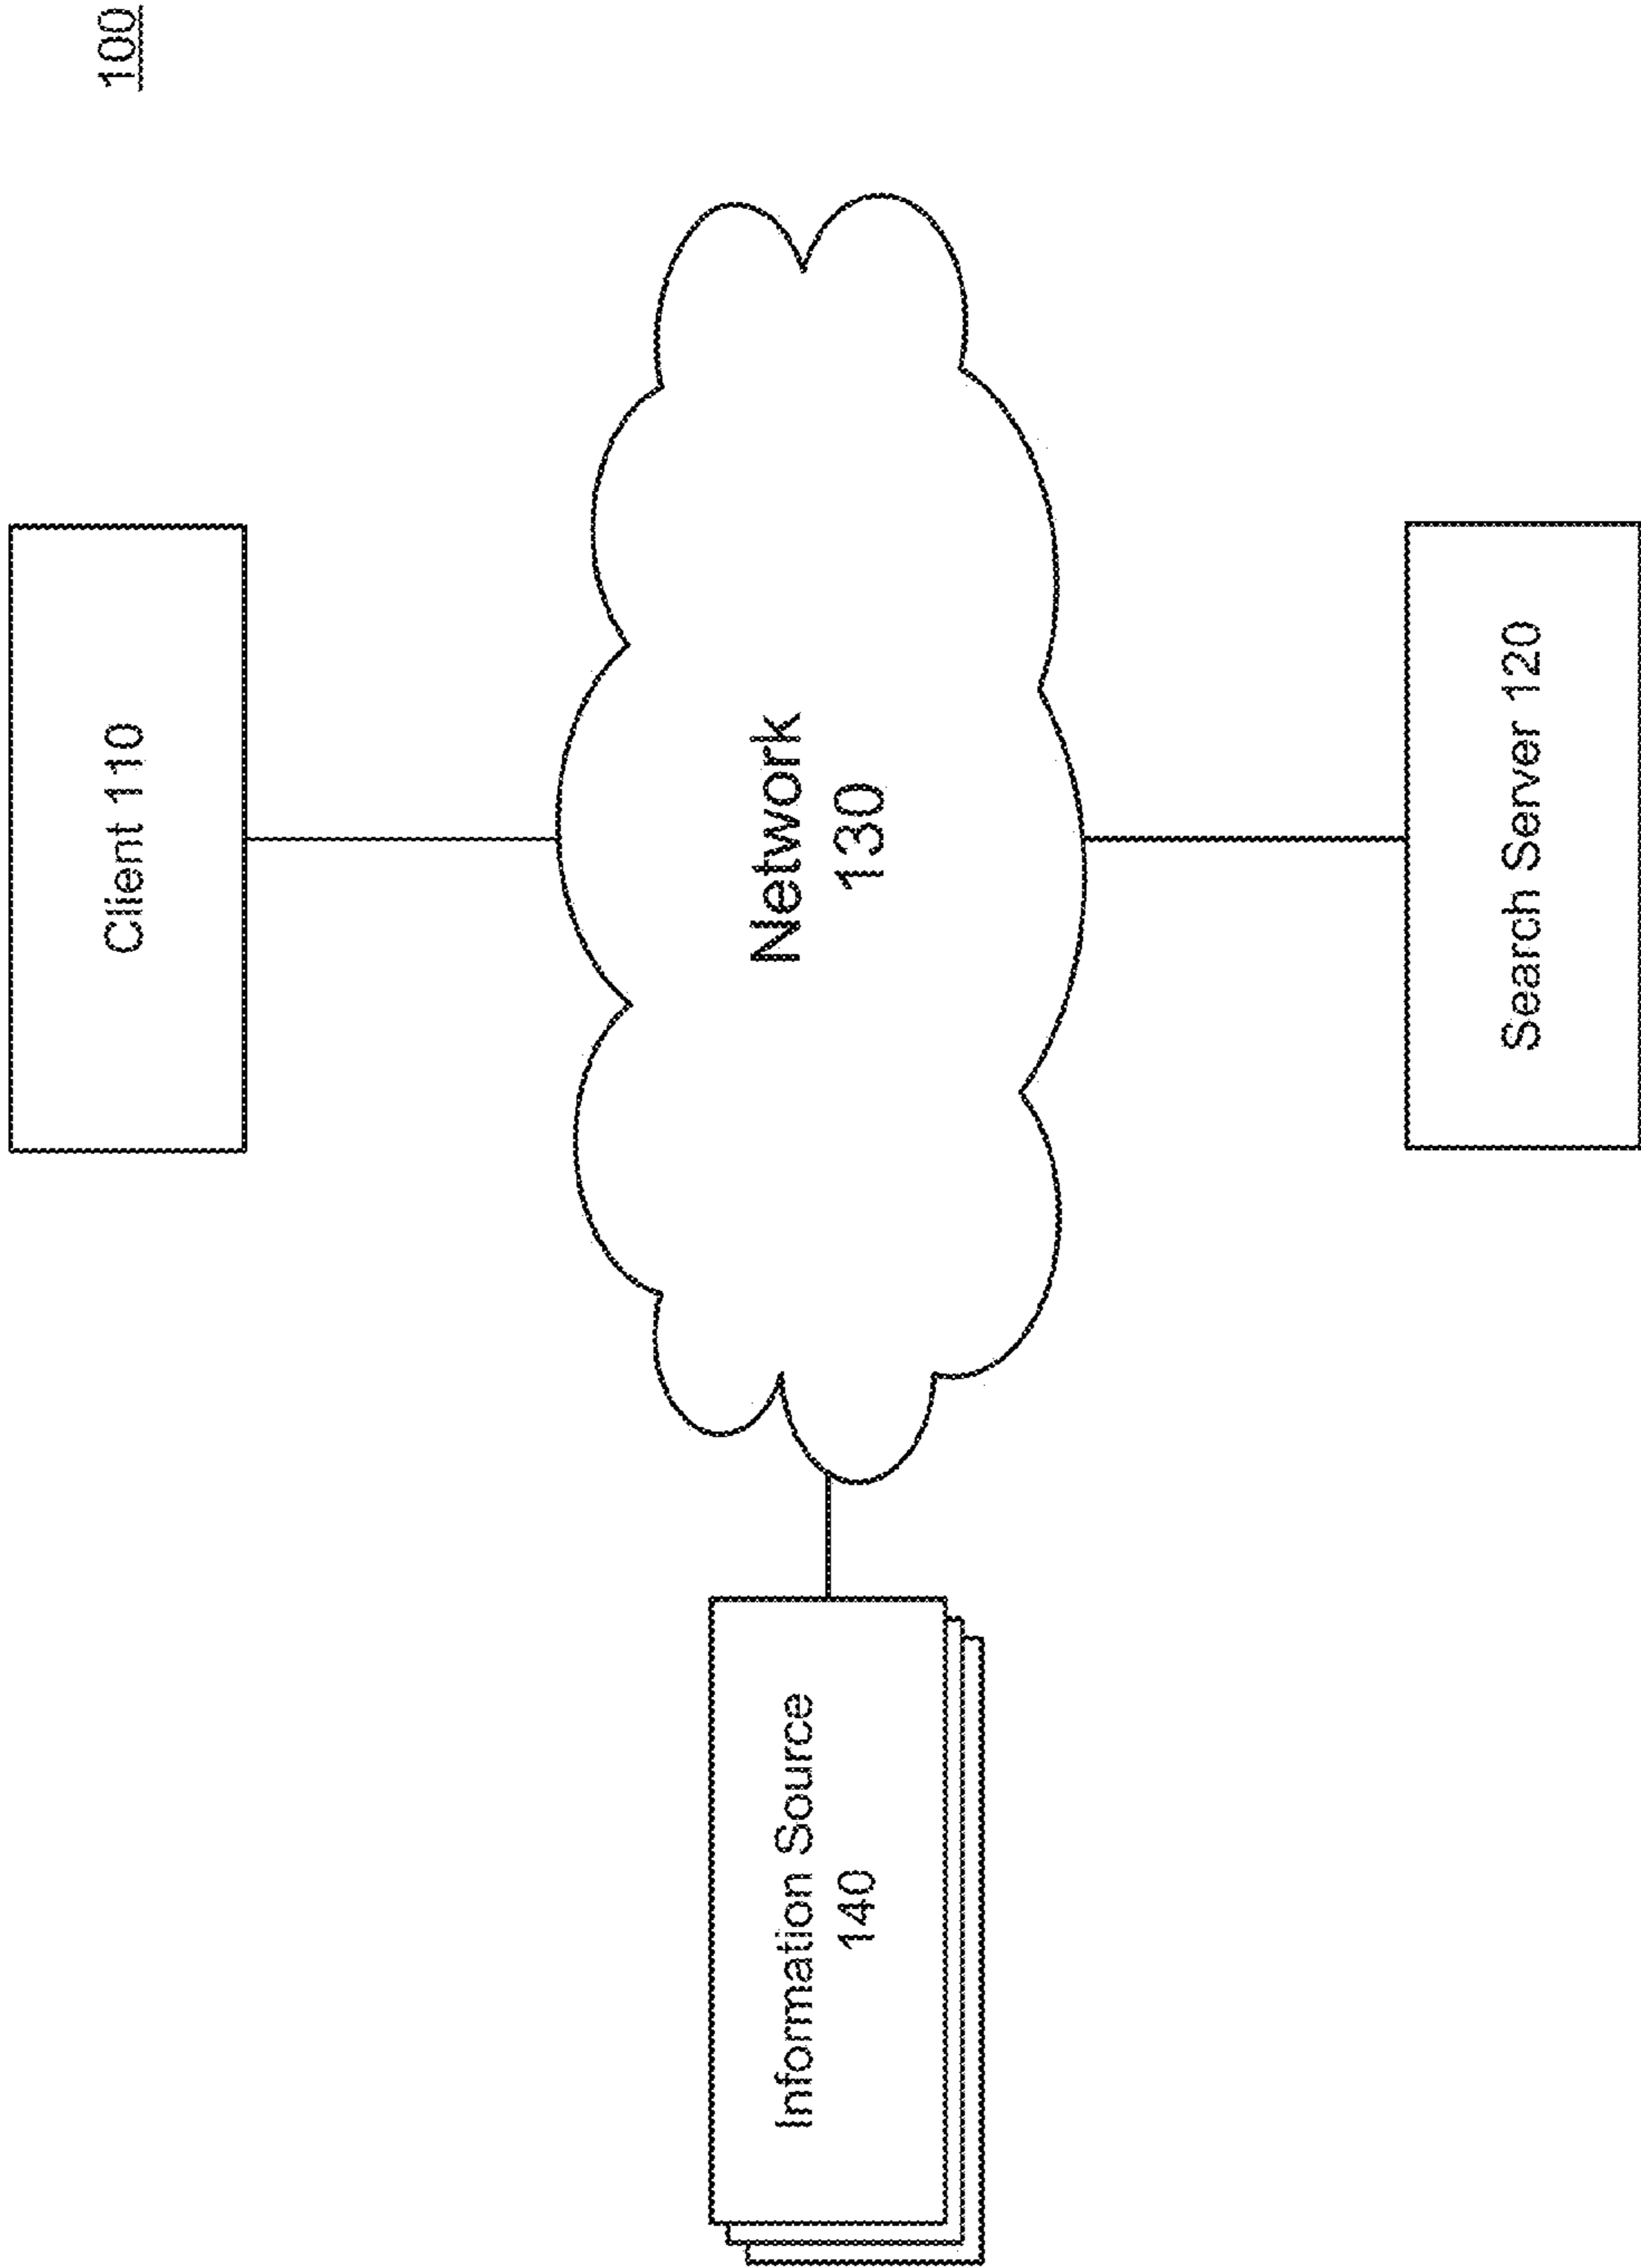 100
Client 110
Network
130
Information Source
140
Search Server 120